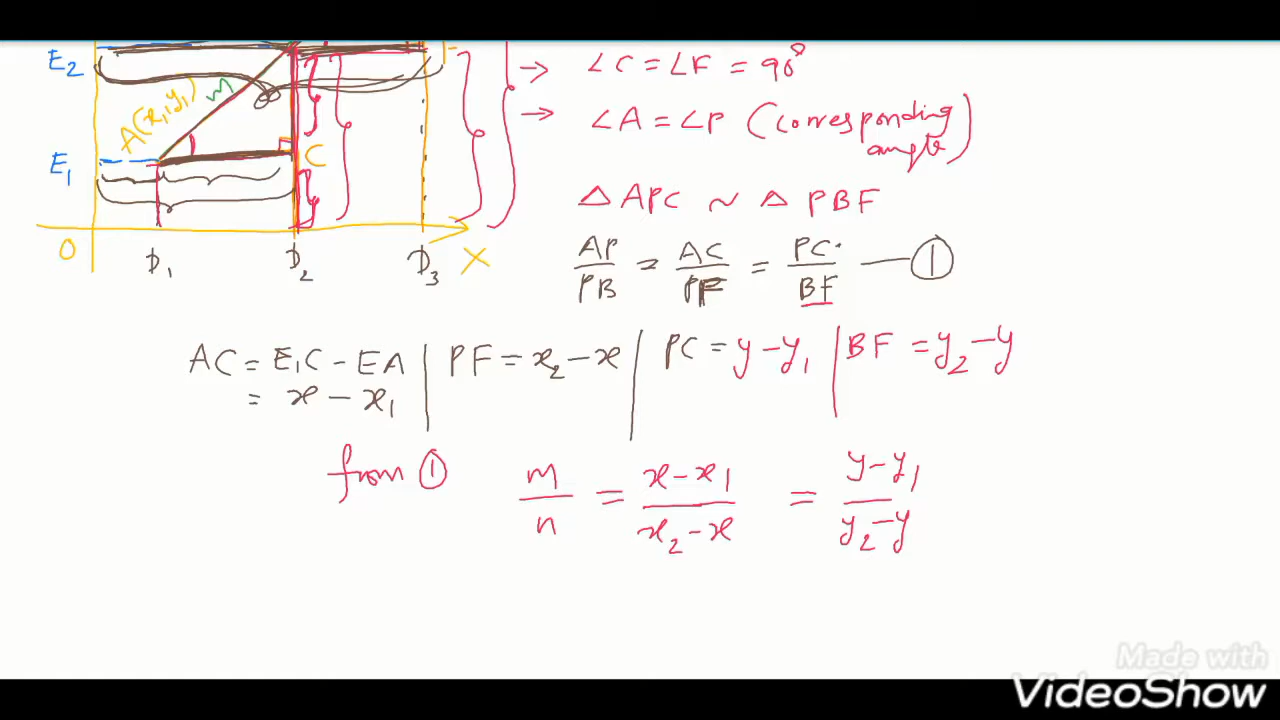 E₂
∠C = ∠F = 90°
A(x₁, y₁)
m
→ ∠A = ∠P (corresponding
angle)
E₁
C
△ APC ~ △ PBF
O
D₁
D₂
D₃
X
AP/PB = AC/PF = PC/BF — ①
AC = E₁C - EA | PF = x₂ - x | PC = y - y₁ | BF = y₂ - y
= x - x₁
from ① m/n = x - x₁/x₂ - x = y - y₁/y₂ - y
Made with
VideoShow